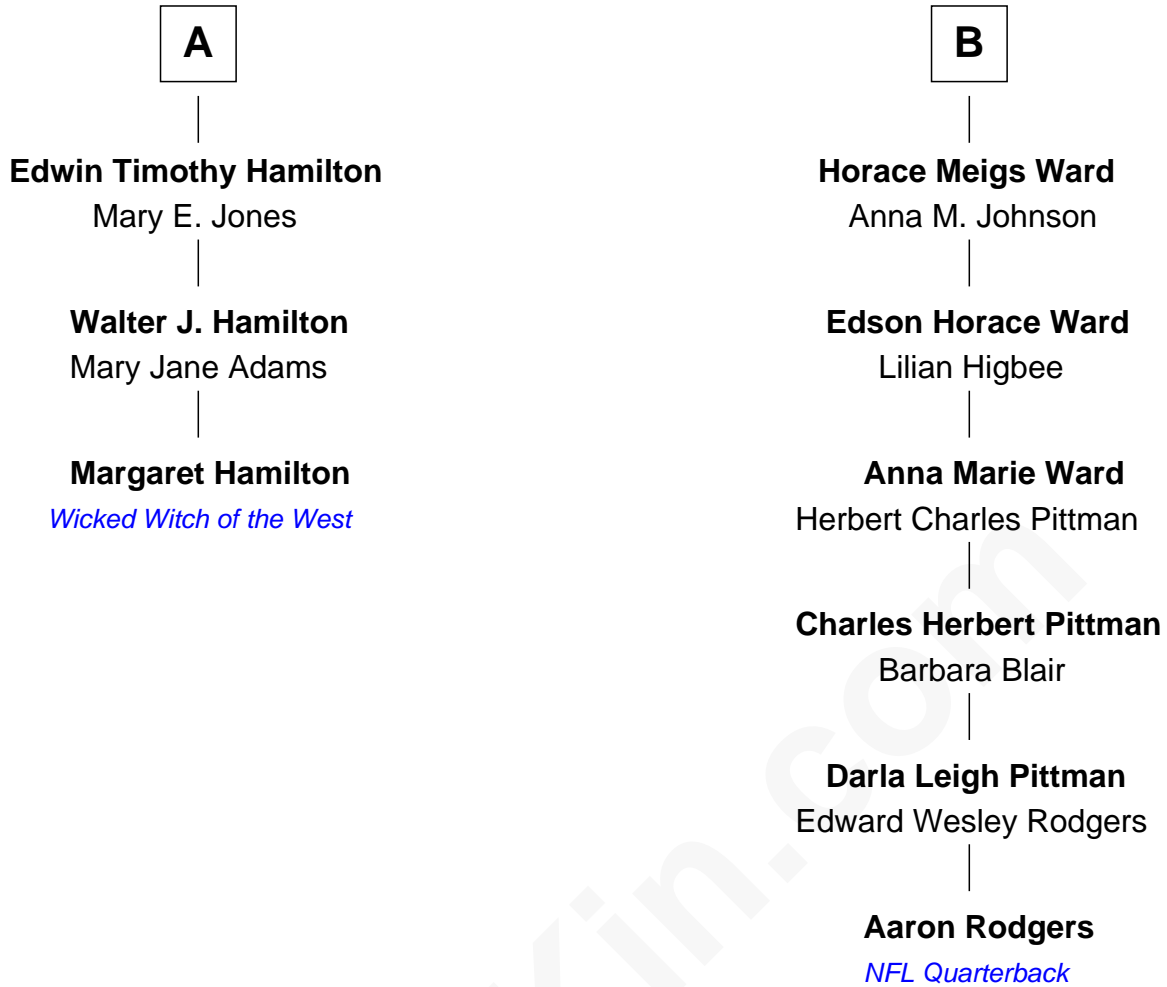 A
Edwin Timothy Hamilton
Mary E. Jones
Walter J. Hamilton
Mary Jane Adams
Margaret Hamilton
Wicked Witch of the West
B
Horace Meigs Ward
Anna M. Johnson
Edson Horace Ward
Lilian Higbee
Anna Marie Ward
Herbert Charles Pittman
Charles Herbert Pittman
Barbara Blair
Darla Leigh Pittman
Edward Wesley Rodgers
Aaron Rodgers
NFL Quarterback
Kin.com